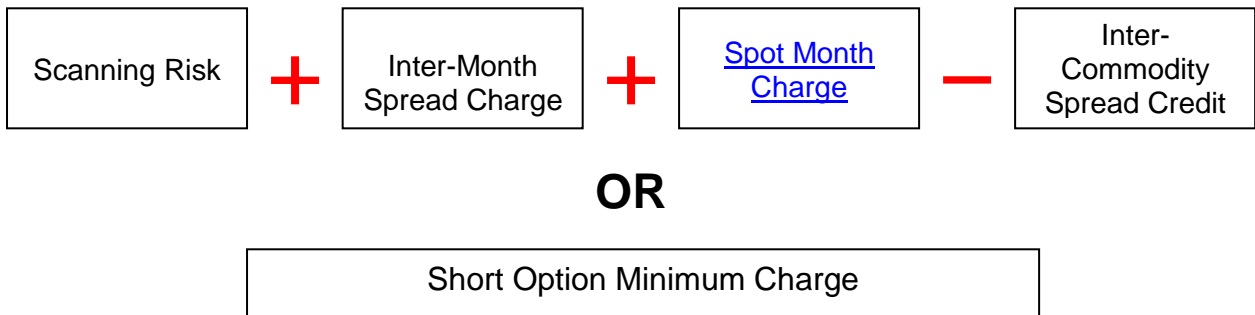 Scanning Risk
+
Inter-Month
Spread Charge
+
Spot Month
Charge
−
Inter-
Commodity
Spread Credit
OR
Short Option Minimum Charge